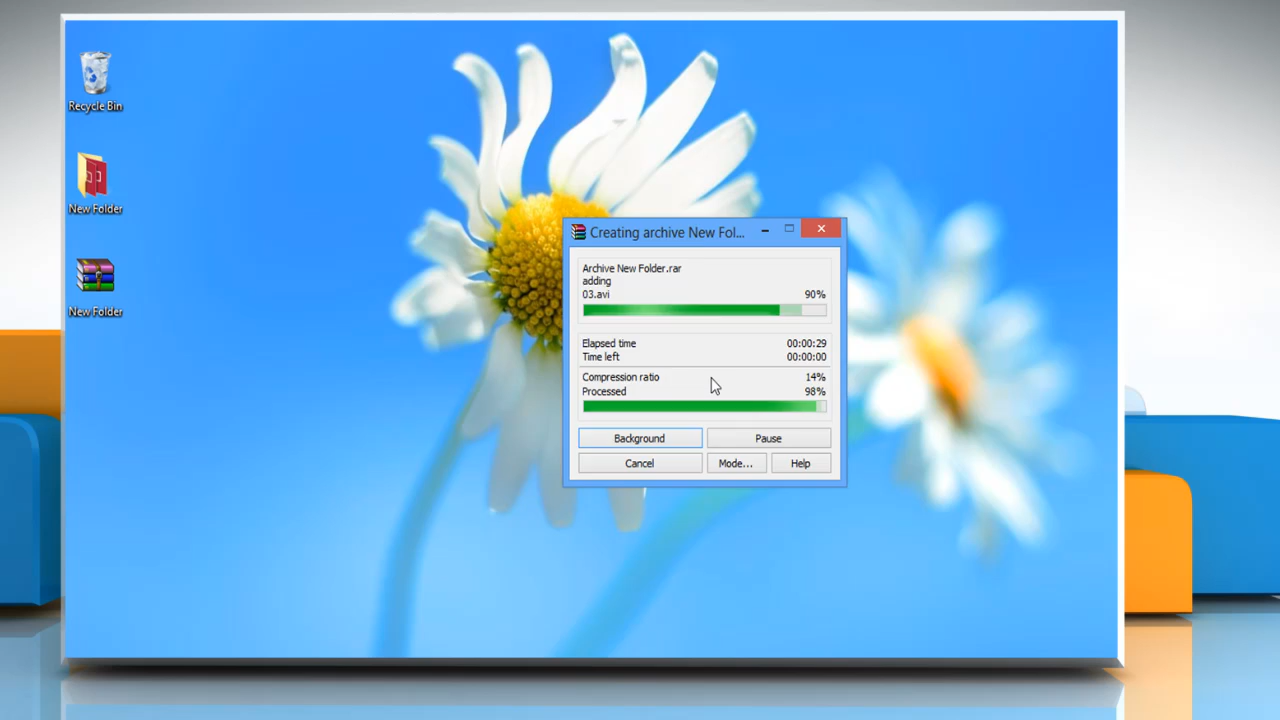 Recycle Bin
New Folder
New Folder
Creating archive New Fol...
Archive New Folder.rar
adding
03.avi 90%
Elapsed time 00:00:29
Time left 00:00:00
Compression ratio 14%
Processed 98%
Background Pause
Cancel Mode... Help